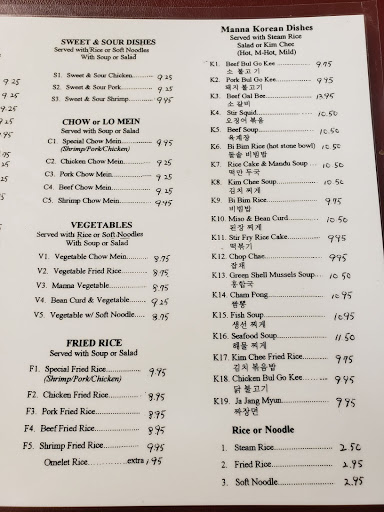 SWEET & SOUR DISHES
Served with Rice or Soft Noodles
With Soup or Salad
S1. Sweet & Sour Chicken.......... 9.25
S2. Sweet & Sour Pork............. 9.25
S3. Sweet & Sour Shrimp.......... 9.95
CHOW or LO MEIN
Served with Soup or Salad
C1. Special Chow Mein............. 9.95
(Shrimp/Pork/Chicken)
C2. Chicken Chow Mein............ 9.25
C3. Pork Chow Mein................ 9.25
C4. Beef Chow Mein................. 9.25
C5. Shrimp Chow Mein............. 9.45
VEGETABLES
Served with Rice or Soft Noodles
With Soup or Salad
V1. Vegetable Chow Mein.......... 8.75
V2. Vegetable Fried Rice............ 8.75
V3. Manna Vegetable................ 8.75
V4. Bean Curd & Vegetable........ 9.25
V5. Vegetable w/ Soft Noodle..... 8.75
FRIED RICE
Served with Soup or Salad
F1. Special Fried Rice................ 9.95
(Shrimp/Pork/Chicken)
F2. Chicken Fried Rice.............. 8.95
F3. Pork Fried Rice................... 8.95
F4. Beef Fried Rice................... 8.95
F5. Shrimp Fried Rice................ 9.95
Omelet Rice...............extra 1.95
Manna Korean Dishes
Served with Steam Rice
Salad or Kim Chee
(Hot, M-Hot, Mild)
K1. Beef Bul Go Kee.............. 9.95
소 불고기
K2. Pork Bul Go Kee.............. 9.95
돼지 불고기
K3. Beef Gal Bee.................. 13.95
소 갈비
K4. Stir Squid....................... 10.50
오징어 볶음
K5. Beef Soup....................... 10.50
육계장
K6. Bi Bim Rice (hot stone bowl) 10.50
돌솥 비빔밥
K7. Rice Cake & Mandu Soup.... 10.50
떡만 두국
K8. Kim Chee Soup................. 10.50
김치 찌게
K9. Bi Bim Rice..................... 9.95
비빔밥
K10. Miso & Bean Curd............ 10.50
된장 찌게
K11. Stir Fry Rice Cake............ 9.95
떡볶기
K12. Chop Chae...................... 9.95
잡채
K13. Green Shell Mussels Soup.... 10.50
홍합국
K14. Cham Pong..................... 10.95
짬뽕
K15. Fish Soup....................... 10.95
생선 찌게
K16. Seafood Soup.................. 11.50
해물 찌게
K17. Kim Chee Fried Rice......... 9.95
김치 볶음밥
K18. Chicken Bul Go Kee.......... 9.95
닭 불고기
K19. Ja Jang Myun................... 9.95
짜장면
Rice or Noodle
1. Steam Rice...................... 2.50
2. Fried Rice....................... 2.95
3. Soft Noodle..................... 2.95